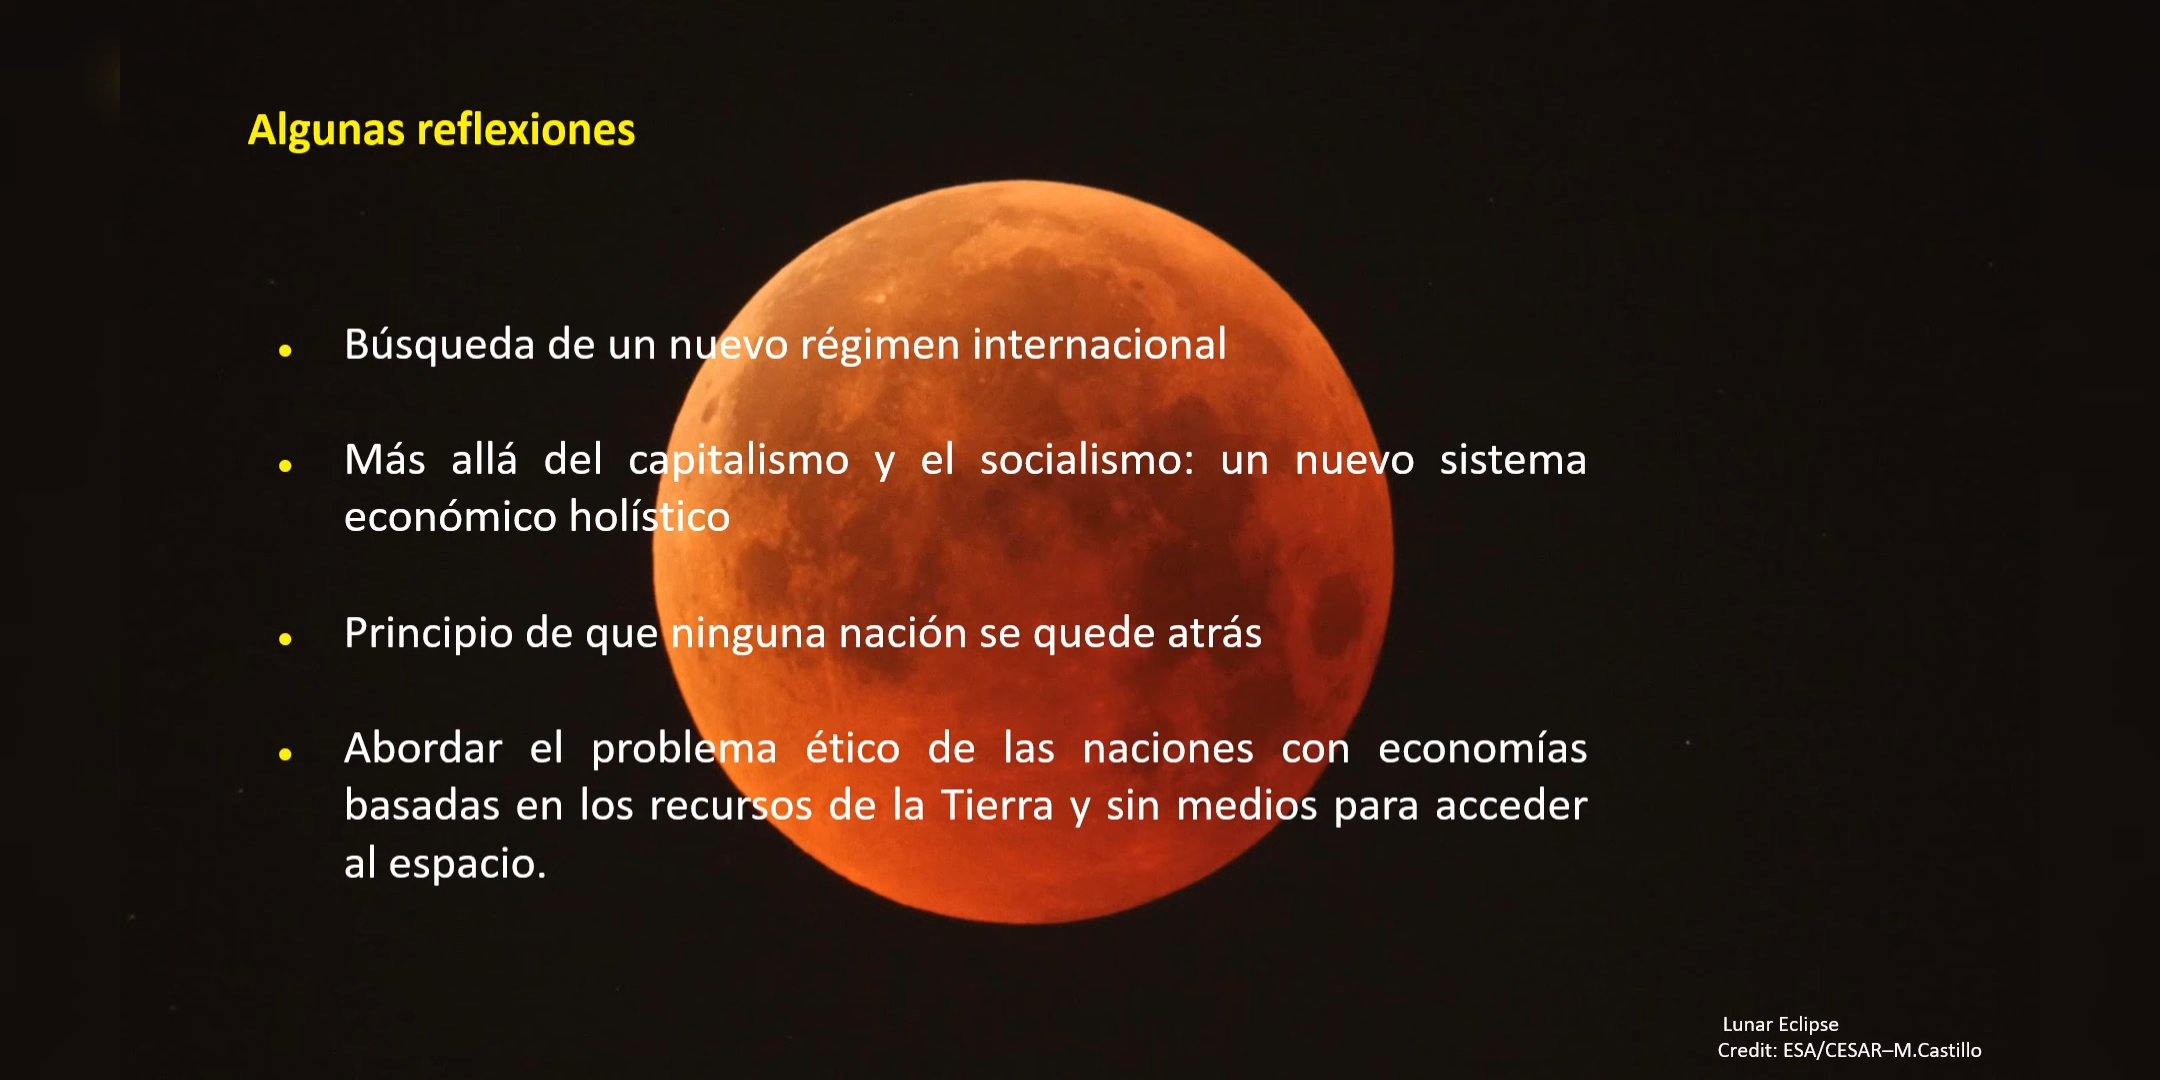 Algunas reflexiones
• Búsqueda de un nuevo régimen internacional
• Más allá del capitalismo y el socialismo: un nuevo sistema
económico holístico
• Principio de que ninguna nación se quede atrás
• Abordar el problema ético de las naciones con economías
basadas en los recursos de la Tierra y sin medios para acceder
al espacio.
Lunar Eclipse
Credit: ESA/CESAR–M.Castillo